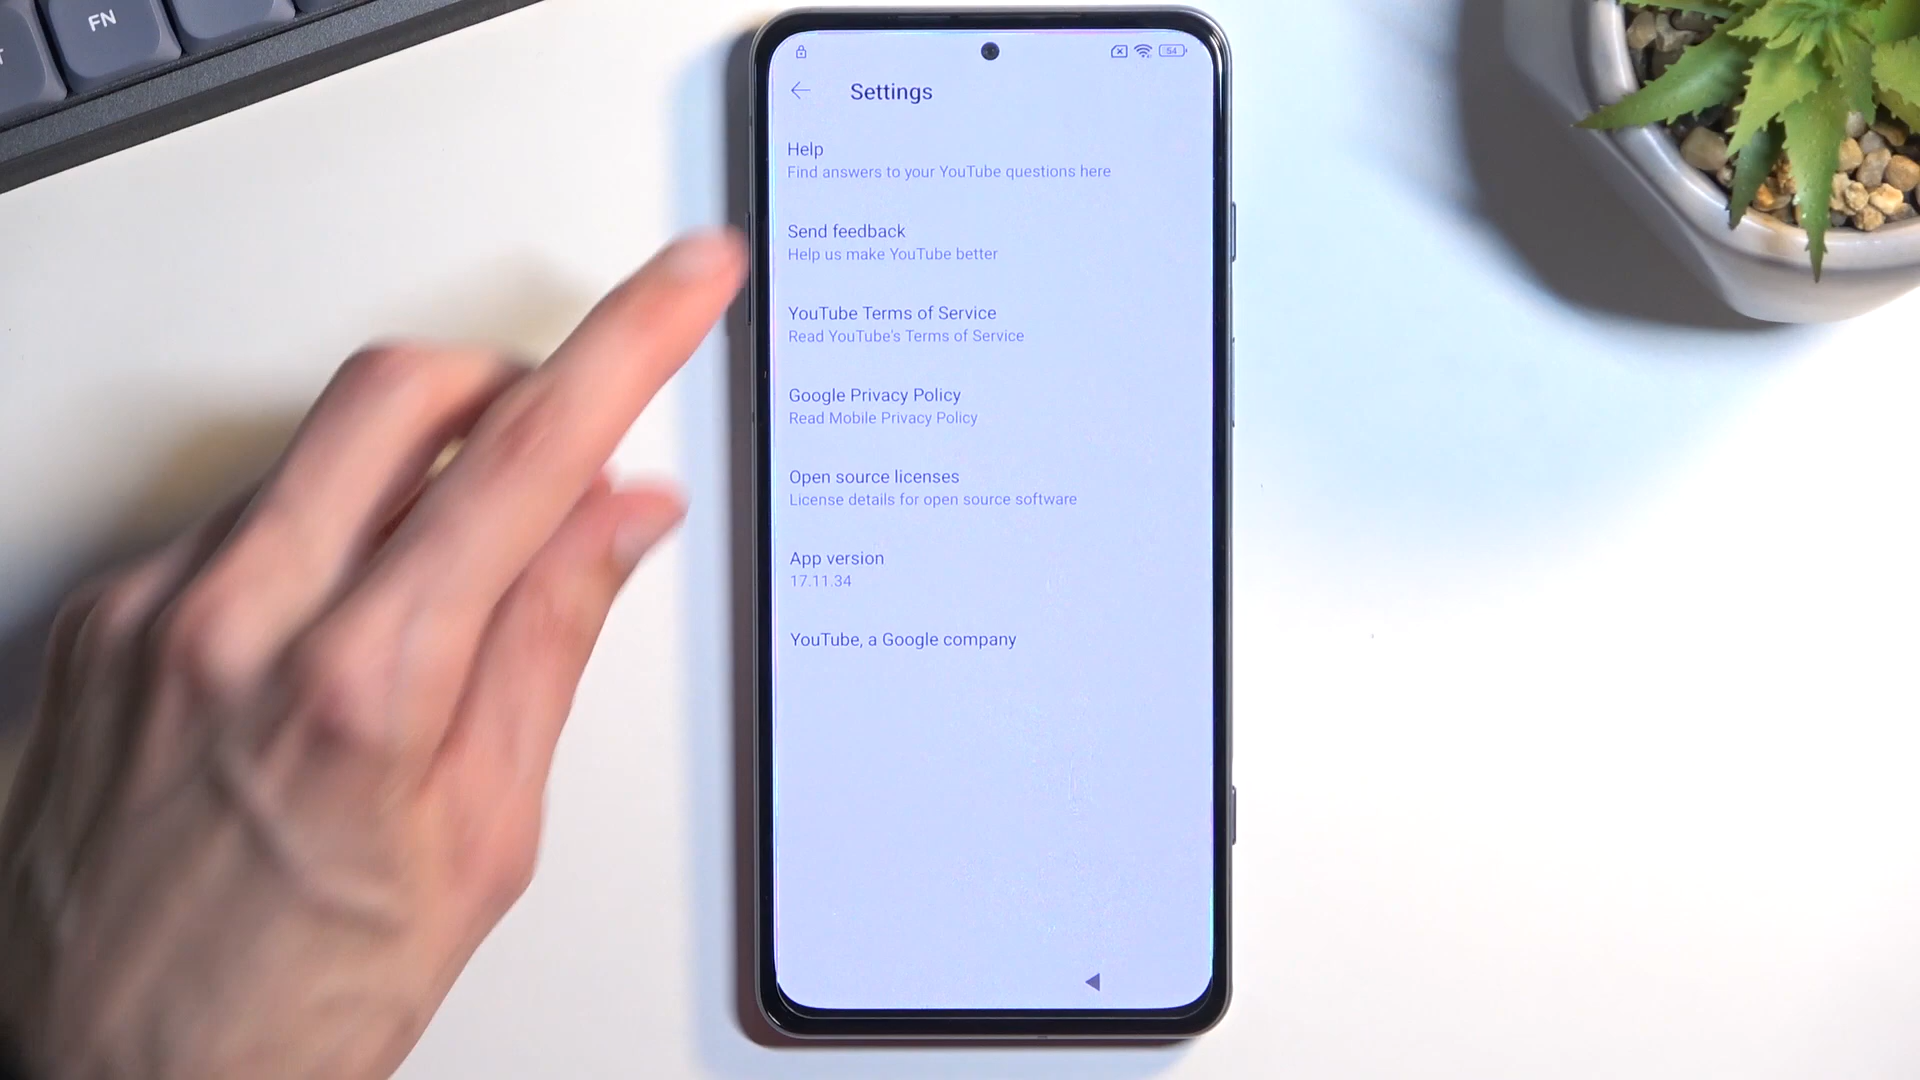 FN
54
Settings
Help
Find answers to your YouTube questions here
Send feedback
Help us make YouTube better
YouTube Terms of Service
Read YouTube's Terms of Service
Google Privacy Policy
Read Mobile Privacy Policy
Open source licenses
License details for open source software
App version
17.11.34
YouTube, a Google company